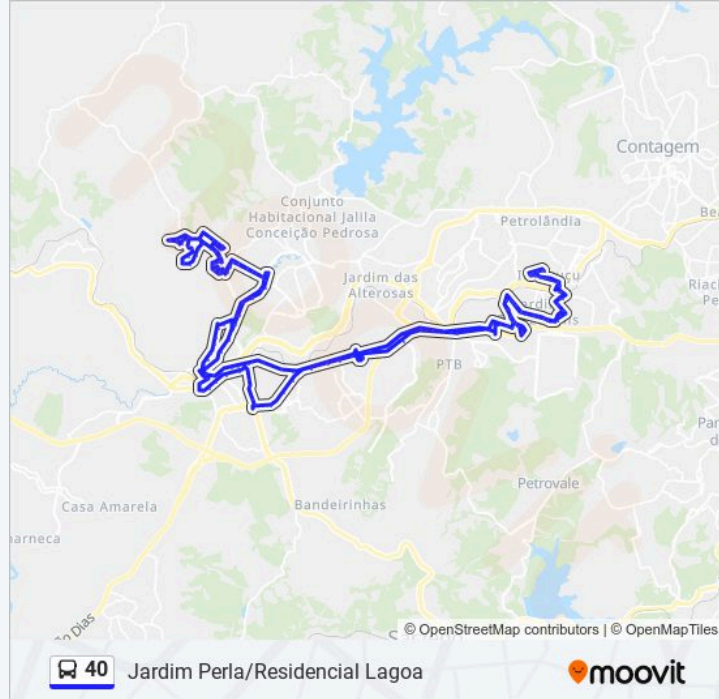 Contagem
Conjunto
Habitacional Jalila
Conceição Pedrosa
Petrolândia
Jardim das
Alterosas
PTB
Petrovale
Casa Amarela
Bandeirinhas
© OpenStreetMap contributors | © OpenMapTiles
40 Jardim Perla/Residencial Lagoa
moovit